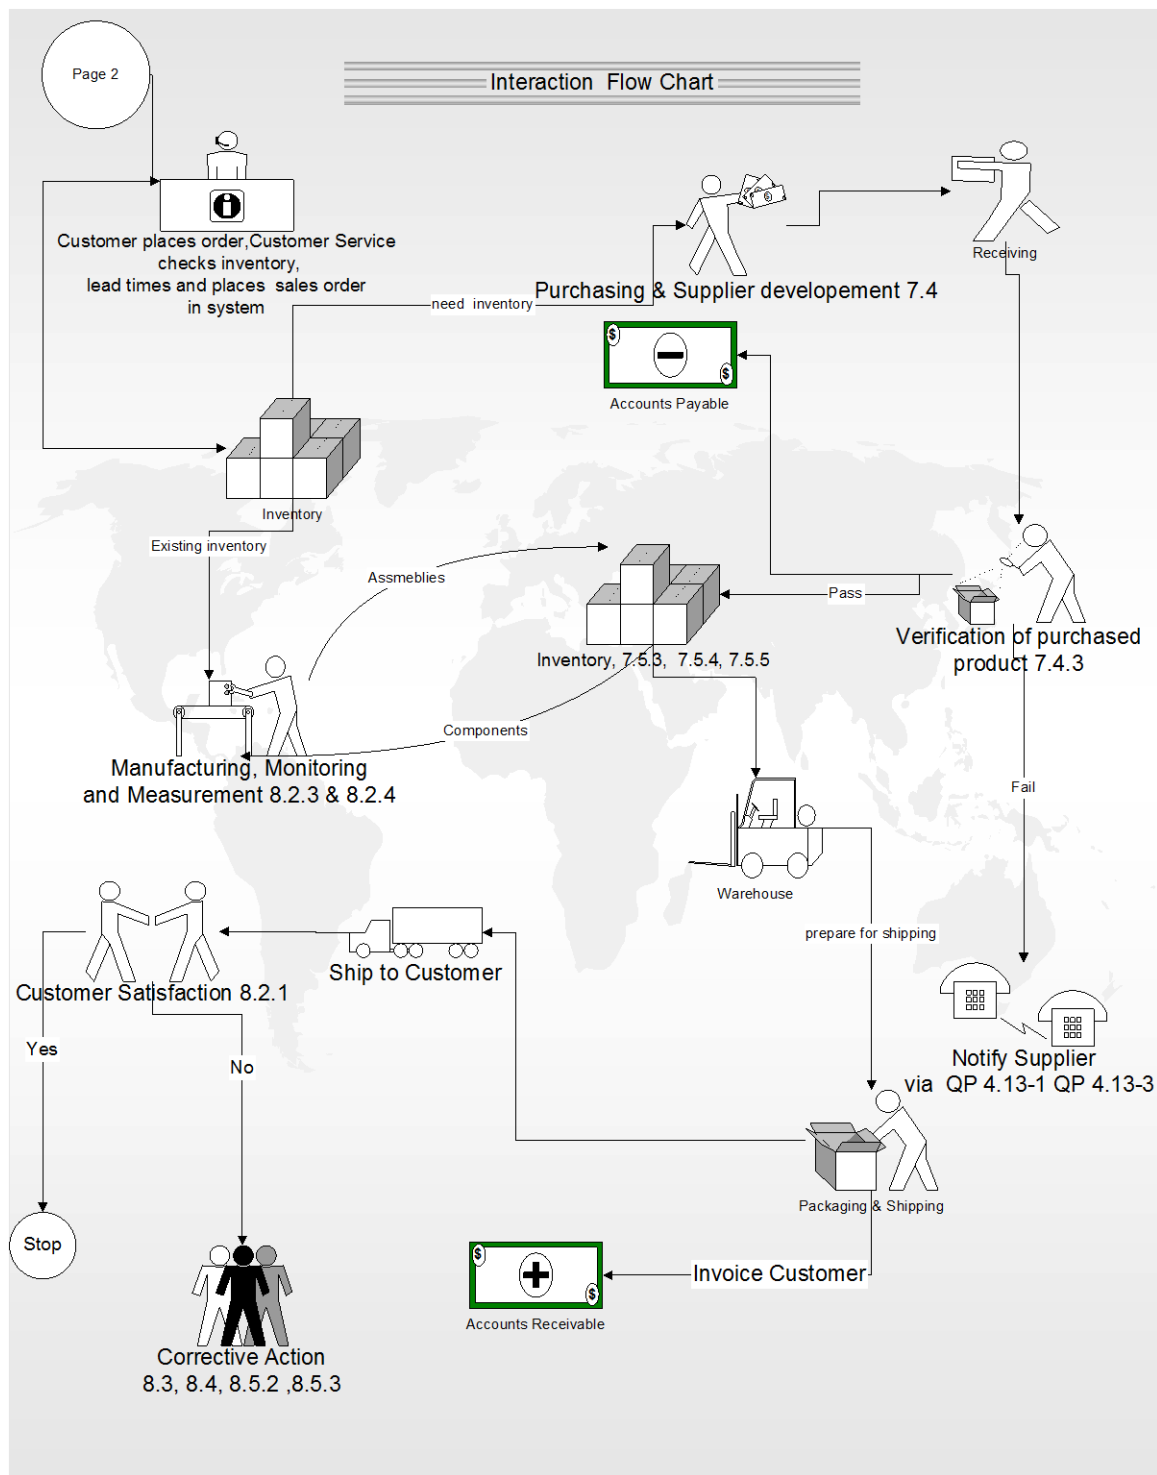 Page 2
Interaction  Flow Chart
Customer places order,Customer Service
checks inventory,
lead times and places  sales order
in system
Receiving
Purchasing & Supplier developement 7.4
need  inventory
$
$
Accounts Payable
Inventory
Existing inventory
Assmeblies
Pass
Verification of purchased
product 7.4.3
Inventory, 7.5.3,  7.5.4, 7.5.5
Components
Manufacturing, Monitoring
and Measurement 8.2.3 & 8.2.4
Fail
Warehouse
prepare for shipping
Ship to Customer
Customer Satisfaction 8.2.1
Yes
No
Notify Supplier
via  QP 4.13-1 QP 4.13-3
Packaging & Shipping
Stop
$
$
Invoice Customer
Accounts Receivable
Corrective Action
8.3, 8.4, 8.5.2 ,8.5.3